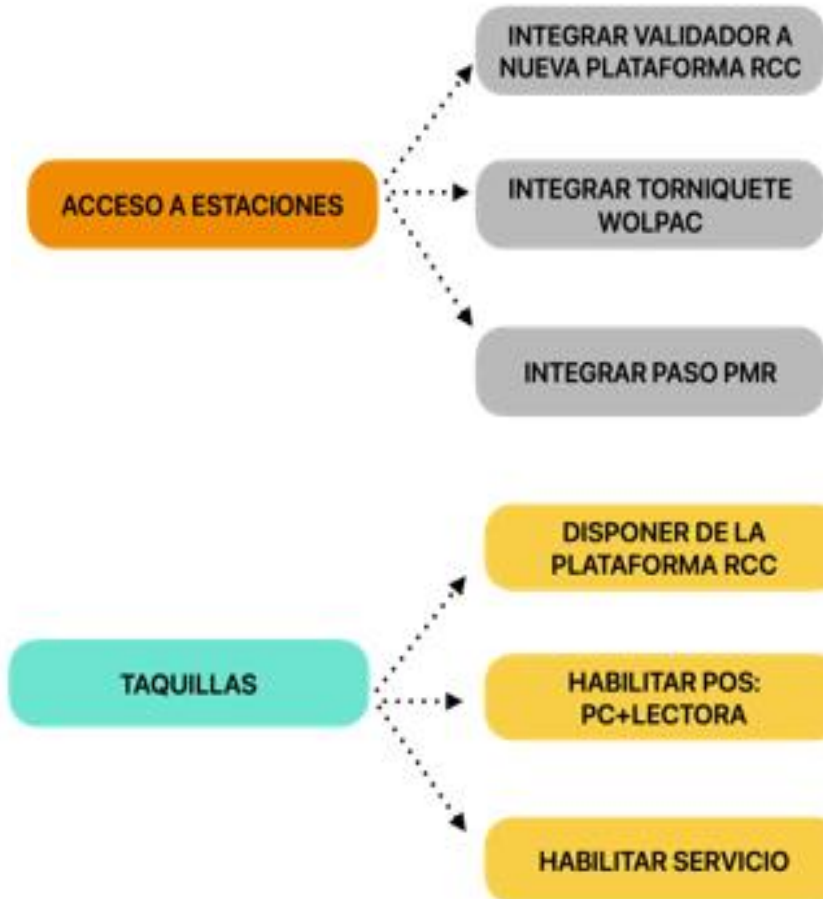 INTEGRAR VALIDADOR A
NUEVA PLATAFORMA RCC
ACCESO A ESTACIONES
INTEGRAR TORNIQUETE
WOLPAC
INTEGRAR PASO PMR
DISPONER DE LA
PLATAFORMA RCC
TAQUILLAS
HABILITAR POS:
PC+LECTORA
HABILITAR SERVICIO